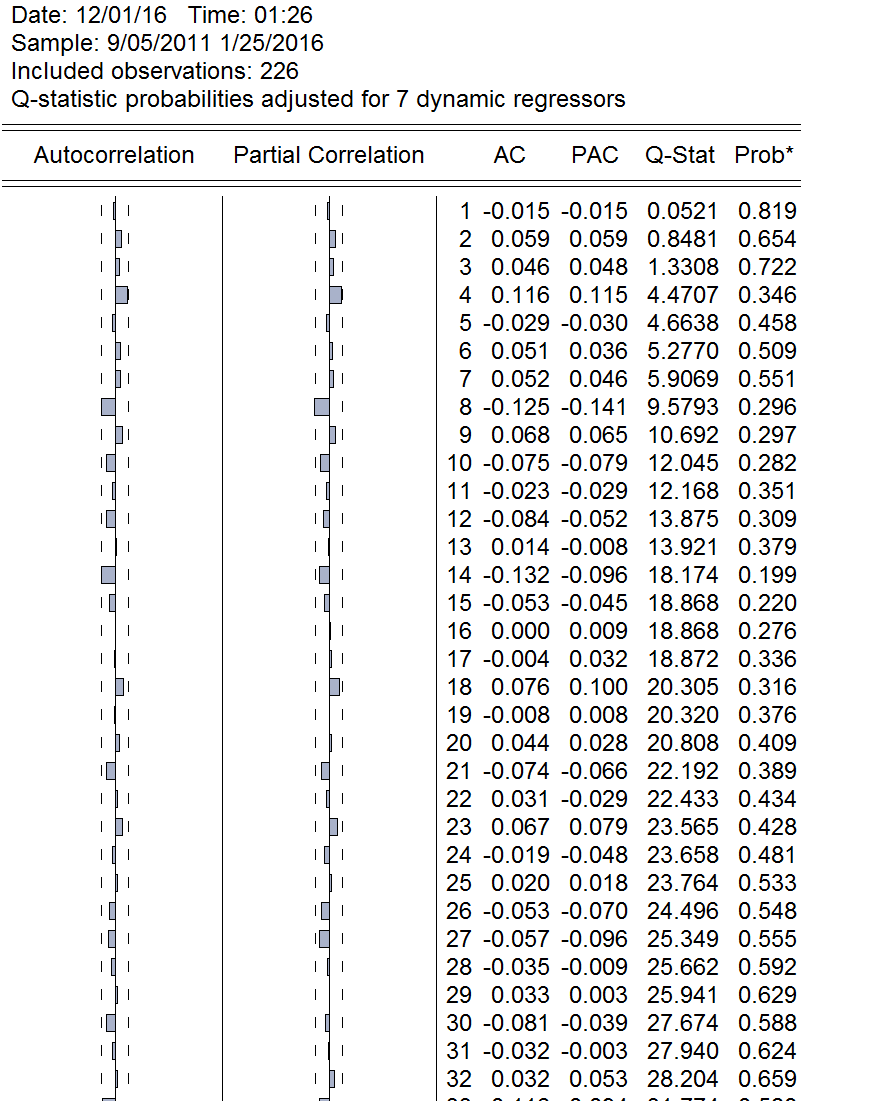 Date: 12/01/16 Time: 01:26
Sample: 9/05/2011 1/25/2016
Included observations: 226
Q-statistic probabilities adjusted for 7 dynamic regressors
Autocorrelation Partial Correlation AC PAC Q-Stat Prob*
1 -0.015 -0.015 0.0521 0.819
2 0.059 0.059 0.8481 0.654
3 0.046 0.048 1.3308 0.722
4 0.116 0.115 4.4707 0.346
5 -0.029 -0.030 4.6638 0.458
6 0.051 0.036 5.2770 0.509
7 0.052 0.046 5.9069 0.551
8 -0.125 -0.141 9.5793 0.296
9 0.068 0.065 10.692 0.297
10 -0.075 -0.079 12.045 0.282
11 -0.023 -0.029 12.168 0.351
12 -0.084 -0.052 13.875 0.309
13 0.014 -0.008 13.921 0.379
14 -0.132 -0.096 18.174 0.199
15 -0.053 -0.045 18.868 0.220
16 0.000 0.009 18.868 0.276
17 -0.004 0.032 18.872 0.336
18 0.076 0.100 20.305 0.316
19 -0.008 0.008 20.320 0.376
20 0.044 0.028 20.808 0.409
21 -0.074 -0.066 22.192 0.389
22 0.031 -0.029 22.433 0.434
23 0.067 0.079 23.565 0.428
24 -0.019 -0.048 23.658 0.481
25 0.020 0.018 23.764 0.533
26 -0.053 -0.070 24.496 0.548
27 -0.057 -0.096 25.349 0.555
28 -0.035 -0.009 25.662 0.592
29 0.033 0.003 25.941 0.629
30 -0.081 -0.039 27.674 0.588
31 -0.032 -0.003 27.940 0.624
32 0.032 0.053 28.204 0.659